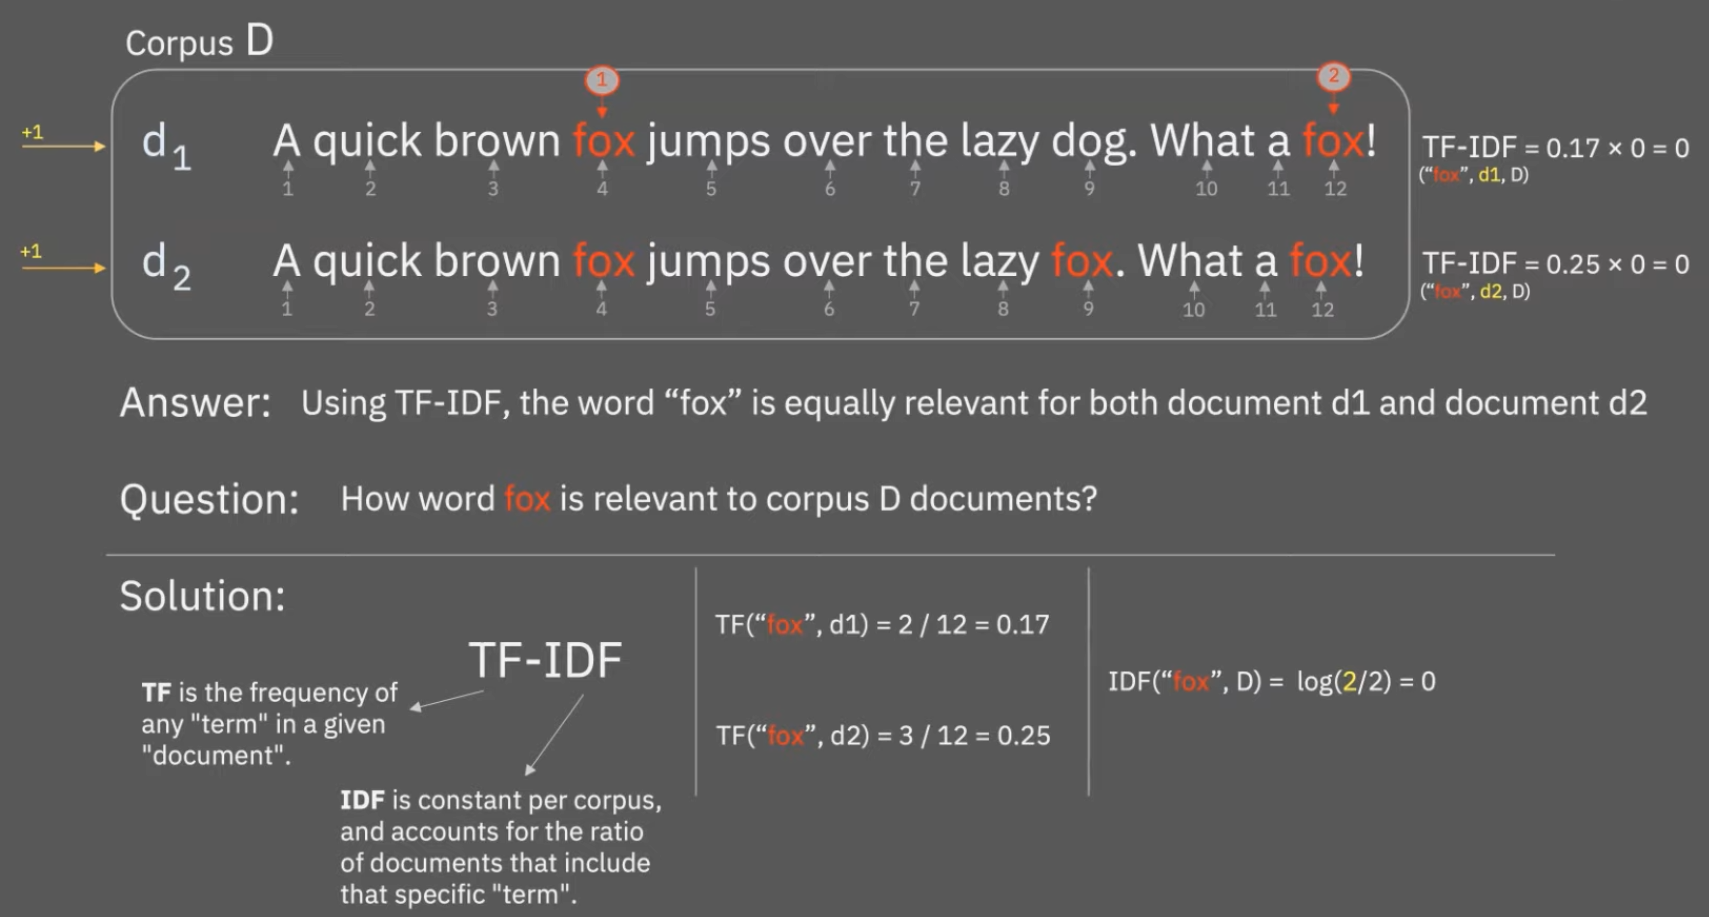 Corpus D
1
2
+1
d1 A quick brown fox jumps over the lazy dog. What a fox!
TF-IDF = 0.17 × 0 = 0
("fox", d1, D)
1 2 3 4 5 6 7 8 9 10 11 12
+1
d2 A quick brown fox jumps over the lazy fox. What a fox!
TF-IDF = 0.25 × 0 = 0
("fox", d2, D)
1 2 3 4 5 6 7 8 9 10 11 12
Answer: Using TF-IDF, the word “fox” is equally relevant for both document d1 and document d2
Question: How word fox is relevant to corpus D documents?
Solution:
TF-IDF
TF is the frequency of
any "term" in a given
"document".
IDF is constant per corpus,
and accounts for the ratio
of documents that include
that specific "term".
TF(“fox”, d1) = 2 / 12 = 0.17
TF(“fox”, d2) = 3 / 12 = 0.25
IDF(“fox”, D) = log(2/2) = 0